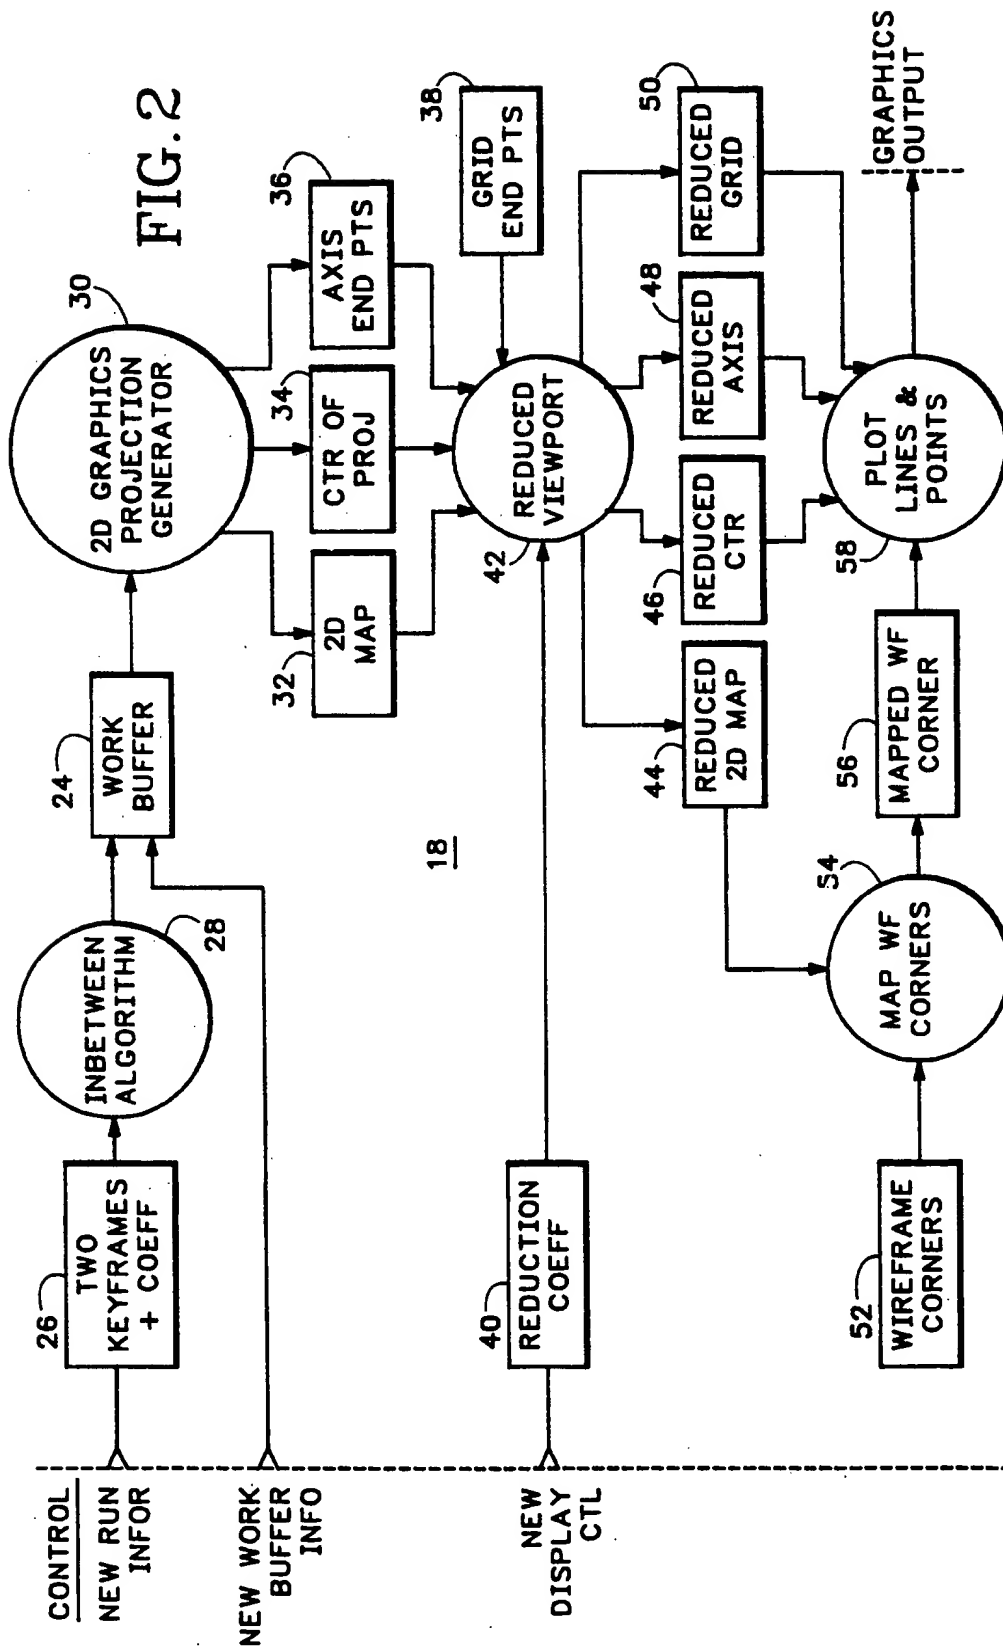 FIG.2
CONTROL
NEW RUN
INFOR
NEW WORK-
BUFFER
INFO
NEW
DISPLAY
CTL
26
TWO
KEYFRAMES
+ COEFF
INBETWEEN
ALGORITHM
28
24
WORK
BUFFER
30
2D GRAPHICS
PROJECTION
GENERATOR
32
2D
MAP
34
CTR OF
PROJ
36
AXIS
END PTS
38
GRID
END PTS
18
40
REDUCTION
COEFF
42
REDUCED
VIEWPORT
44
REDUCED
2D MAP
46
REDUCED
CTR
48
REDUCED
AXIS
50
REDUCED
GRID
52
WIREFRAME
CORNERS
54
MAP WF
CORNERS
56
MAPPED WF
CORNER
58
PLOT
LINES &
POINTS
GRAPHICS
OUTPUT